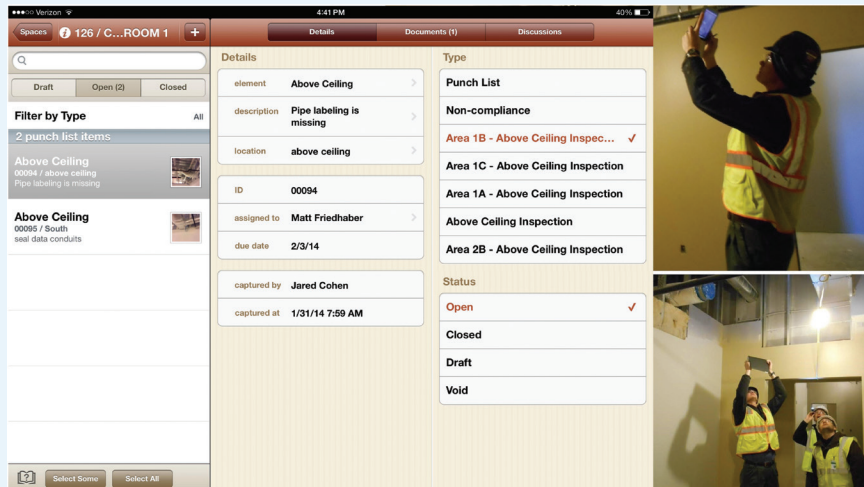 Verizon
4:41 PM
40%
Spaces
126 / C...ROOM 1
+
Details
Documents (1)
Discussions
Draft
Open (2)
Closed
Filter by Type
All
2 punch list items
Above Ceiling
00094 / above ceiling
Pipe labeling is missing
Above Ceiling
00095 / South
seal data conduits
?
Select Some
Select All
Details
element
Above Ceiling
description
Pipe labeling is
missing
location
above ceiling
ID
00094
assigned to
Matt Friedhaber
due date
2/3/14
captured by
Jared Cohen
captured at
1/31/14 7:59 AM
Type
Punch List
Non-compliance
Area 1B - Above Ceiling Inspec...
Area 1C - Above Ceiling Inspection
Area 1A - Above Ceiling Inspection
Above Ceiling Inspection
Area 2B - Above Ceiling Inspection
Status
Open
Closed
Draft
Void